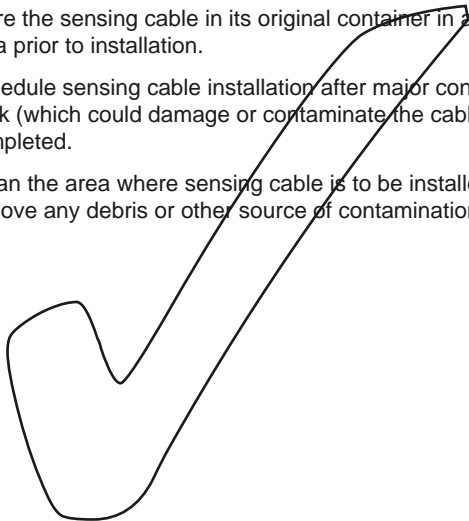 re the sensing cable in its original container in a
a prior to installation.
edule sensing cable installation after major con
k (which could damage or contaminate the cabl
mpleted.
an the area where sensing cable is to be installe
ove any debris or other source of contamination